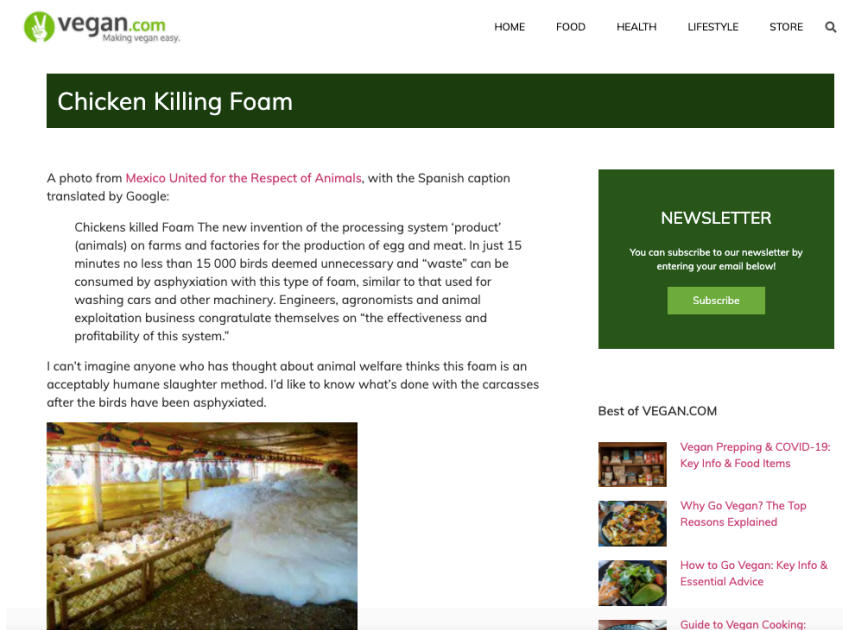 vegan.com
Making vegan easy.
HOME FOOD HEALTH LIFESTYLE STORE
Chicken Killing Foam
A photo from Mexico United for the Respect of Animals, with the Spanish caption
translated by Google:
Chickens killed Foam The new invention of the processing system ‘product’
(animals) on farms and factories for the production of egg and meat. In just 15
minutes no less than 15 000 birds deemed unnecessary and “waste” can be
consumed by asphyxiation with this type of foam, similar to that used for
washing cars and other machinery. Engineers, agronomists and animal
exploitation business congratulate themselves on “the effectiveness and
profitability of this system.”
I can’t imagine anyone who has thought about animal welfare thinks this foam is an
acceptably humane slaughter method. I’d like to know what’s done with the carcasses
after the birds have been asphyxiated.
NEWSLETTER
You can subscribe to our newsletter by
entering your email below!
Subscribe
Best of VEGAN.COM
Vegan Prepping & COVID-19:
Key Info & Food Items
Why Go Vegan? The Top
Reasons Explained
How to Go Vegan: Key Info &
Essential Advice
Guide to Vegan Cooking: